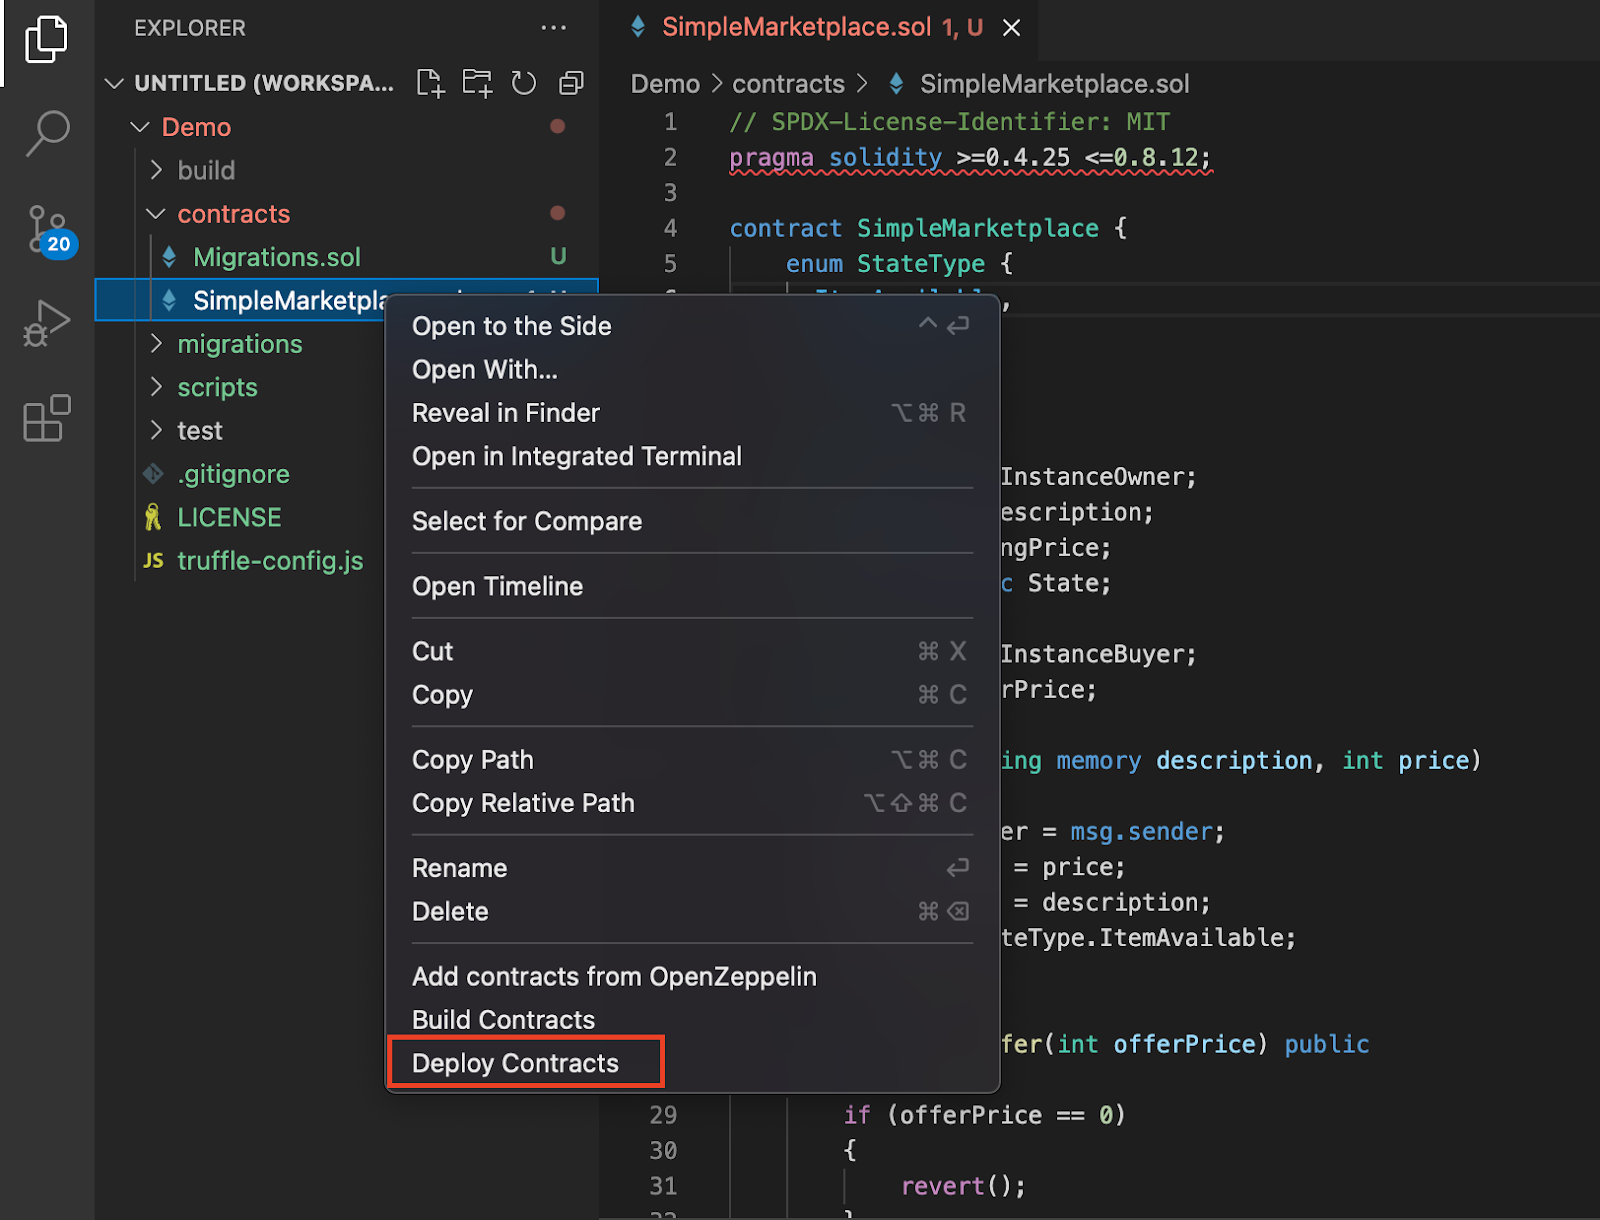 EXPLORER
UNTITLED (WORKSPA...
Demo
build
contracts
Migrations.sol U
SimpleMarketpla
migrations
scripts
test
.gitignore
LICENSE
JS truffle-config.js
20
SimpleMarketplace.sol 1, U
Demo > contracts > SimpleMarketplace.sol
1 // SPDX-License-Identifier: MIT
2 pragma solidity >=0.4.25 <=0.8.12;
3
4 contract SimpleMarketplace {
5 enum StateType {
InstanceOwner;
escription;
ngPrice;
c State;
InstanceBuyer;
rPrice;
ing memory description, int price)
er = msg.sender;
= price;
= description;
teType.ItemAvailable;
fer(int offerPrice) public
29 if (offerPrice == 0)
30 {
31 revert();
Open to the Side ^ ⏎
Open With...
Reveal in Finder ⌥⌘ R
Open in Integrated Terminal
Select for Compare
Open Timeline
Cut ⌘ X
Copy ⌘ C
Copy Path ⌥⌘ C
Copy Relative Path ⌥⇧⌘ C
Rename ⏎
Delete ⌘ ⌫
Add contracts from OpenZeppelin
Build Contracts
Deploy Contracts